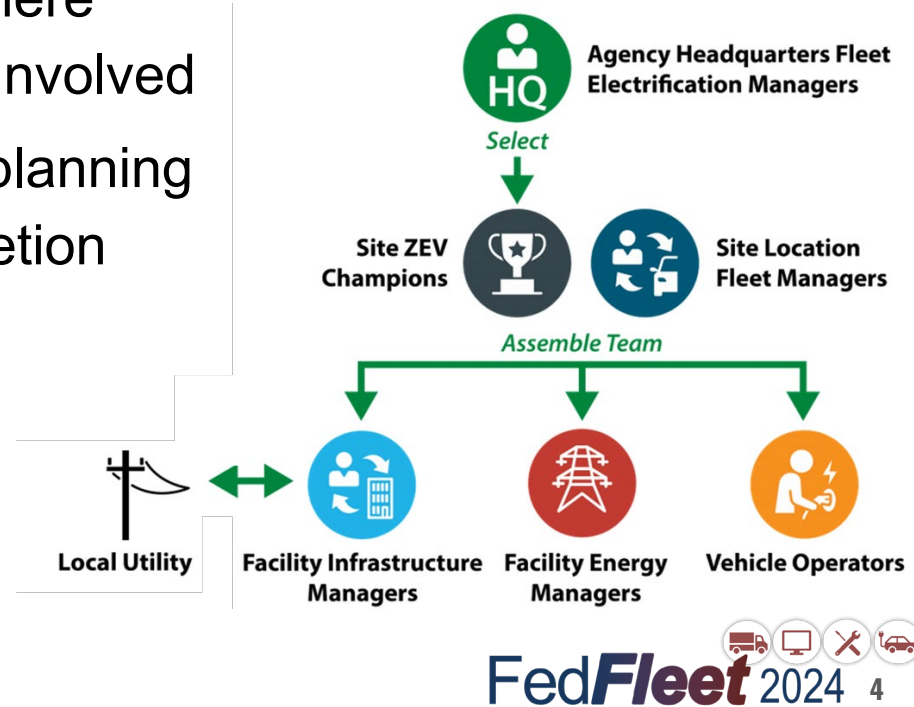 nvolved
planning
HQ
Agency Headquarters Fleet
Electrification Managers
Select
Site ZEV
Champions
Site Location
Fleet Managers
Assemble Team
Local Utility
Facility Infrastructure
Managers
Facility Energy
Managers
Vehicle Operators
FedFleet 2024 4